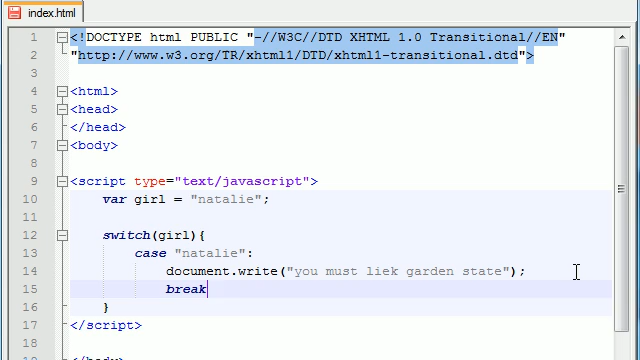 index.html
1 <!DOCTYPE html PUBLIC "-//W3C//DTD XHTML 1.0 Transitional//EN"
2 "http://www.w3.org/TR/xhtml1/DTD/xhtml1-transitional.dtd">
3
4 <html>
5 <head>
6 </head>
7 <body>
8
9 <script type="text/javascript">
10 var girl = "natalie";
11
12 switch(girl){
13 case "natalie":
14 document.write("you must liek garden state");
15 break
16 }
17 </script>
18
</body>